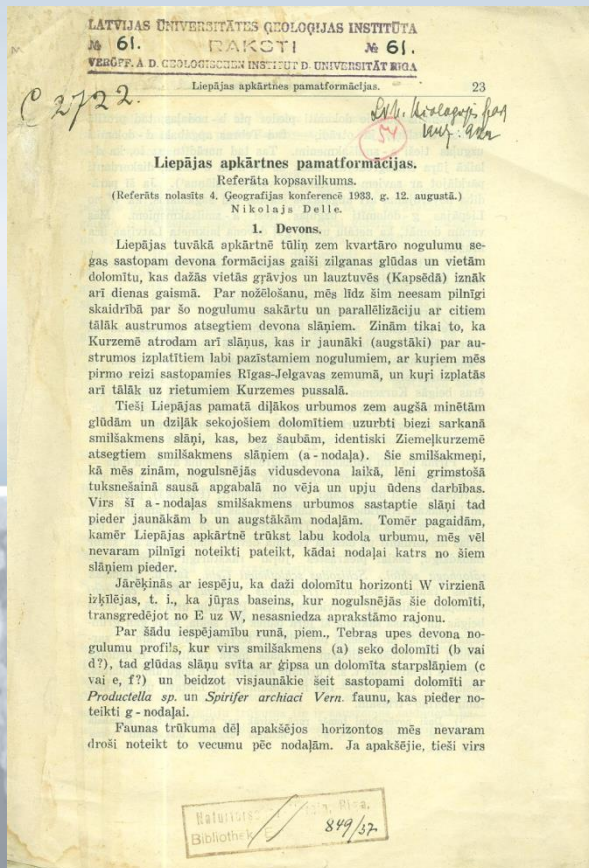 LATVIJAS ŪNIVERSITĀTES ĢEOLOĢIJAS INSTITŪTA
№ 61. RAKSTI № 61.
VERÖFF. A D. GEOLOGISCHEN INSTITUT D. UNIVERSITÄT RIGA
Liepājas apkārtnes pamatformācijas. 23
C 2722.
54
Liepājas apkārtnes pamatformācijas.
Referāta kopsavilkums.
(Referāts nolasīts 4. Ģeografijas konferencē 1933. g. 12. augustā.)
Nikolajs Delle.
1. Devons.
Liepājas tuvākā apkārtnē tūliņ zem kvartāro nogulumu se-
gas sastopam devona formācijas gaiši zilganas glūdas un vietām
dolomītu, kas dažās vietās grāvjos un lauztuvēs (Kapsēdā) iznāk
arī dienas gaismā. Par nožēlošanu, mēs līdz šim neesam pilnīgi
skaidrībā par šo nogulumu sakārtu un parallēlizāciju ar citiem
tālāk austrumos atsegtiem devona slāņiem. Zinām tikai to, ka
Kurzemē atrodam arī slāņus, kas ir jaunāki (augstāki) par au-
strumos izplatītiem labi pazīstamiem nogulumiem, ar kuŗiem mēs
pirmo reizi sastopamies Rīgas-Jelgavas zemumā, un kuŗi izplatās
arī tālāk uz rietumiem Kurzemes pussalā.
Tieši Liepājas pamatā diļākos urbumos zem augšā minētām
glūdām un dziļāk sekojošiem dolomītiem uzurbti biezi sarkanā
smilšakmens slāņi, kas, bez šaubām, identiski Ziemeļkurzemē
atsegtiem smilšakmens slāņiem (a - nodaļa). Šie smilšakmeņi,
kā mēs zinām, nogulsnējās vidusdevona laikā, lēni grimstošā
tuksnešainā sausā apgabalā no vēja un upju ūdens darbības.
Virs šī a - nodaļas smilšakmens urbumos sastaptie slāņi tad
pieder jaunākām b un augstākām nodaļām. Tomēr pagaidām,
kamēr Liepājas apkārtnē trūkst labu kodola urbumu, mēs vēl
nevaram pilnīgi noteikti pateikt, kādai nodaļai katrs no šiem
slāņiem pieder.
Jārēķinās ar iespēju, ka daži dolomītu horizonti W virzienā
izķīlējas, t. i., ka jūras baseins, kur nogulsnējās šie dolomīti,
transgredējot no E uz W, nesasniedza aprakstāmo rajonu.
Par šādu iespējamību runā, piem., Tebras upes devona no-
gulumu profils, kur virs smilšakmens (a) seko dolomīti (b vai
d?), tad glūdas slāņu svīta ar ģipsa un dolomīta starpslāņiem (c
vai e, f?) un beidzot visjaunākie šeit sastopami dolomīti ar
Productella sp. un Spirifer archiaci Vern. faunu, kas pieder no-
teikti g - nodaļai.
Faunas trūkuma dēļ apakšējos horizontos mēs nevaram
droši noteikt to vecumu pēc nodaļām. Ja apakšējie, tieši virs
Riga.
Bibliothek
849/37